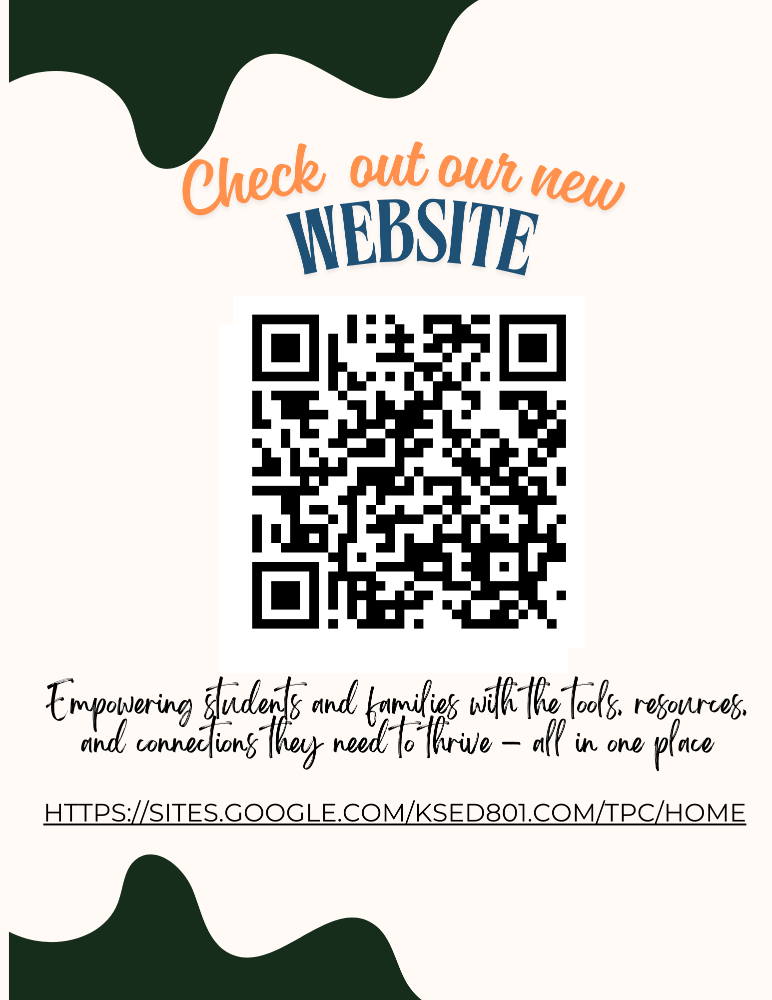 Check out our new
WEBSITE
Empowering students and families with the tools, resources,
and connections they need to thrive – all in one place
HTTPS://SITES.GOOGLE.COM/KSED801.COM/TPC/HOME